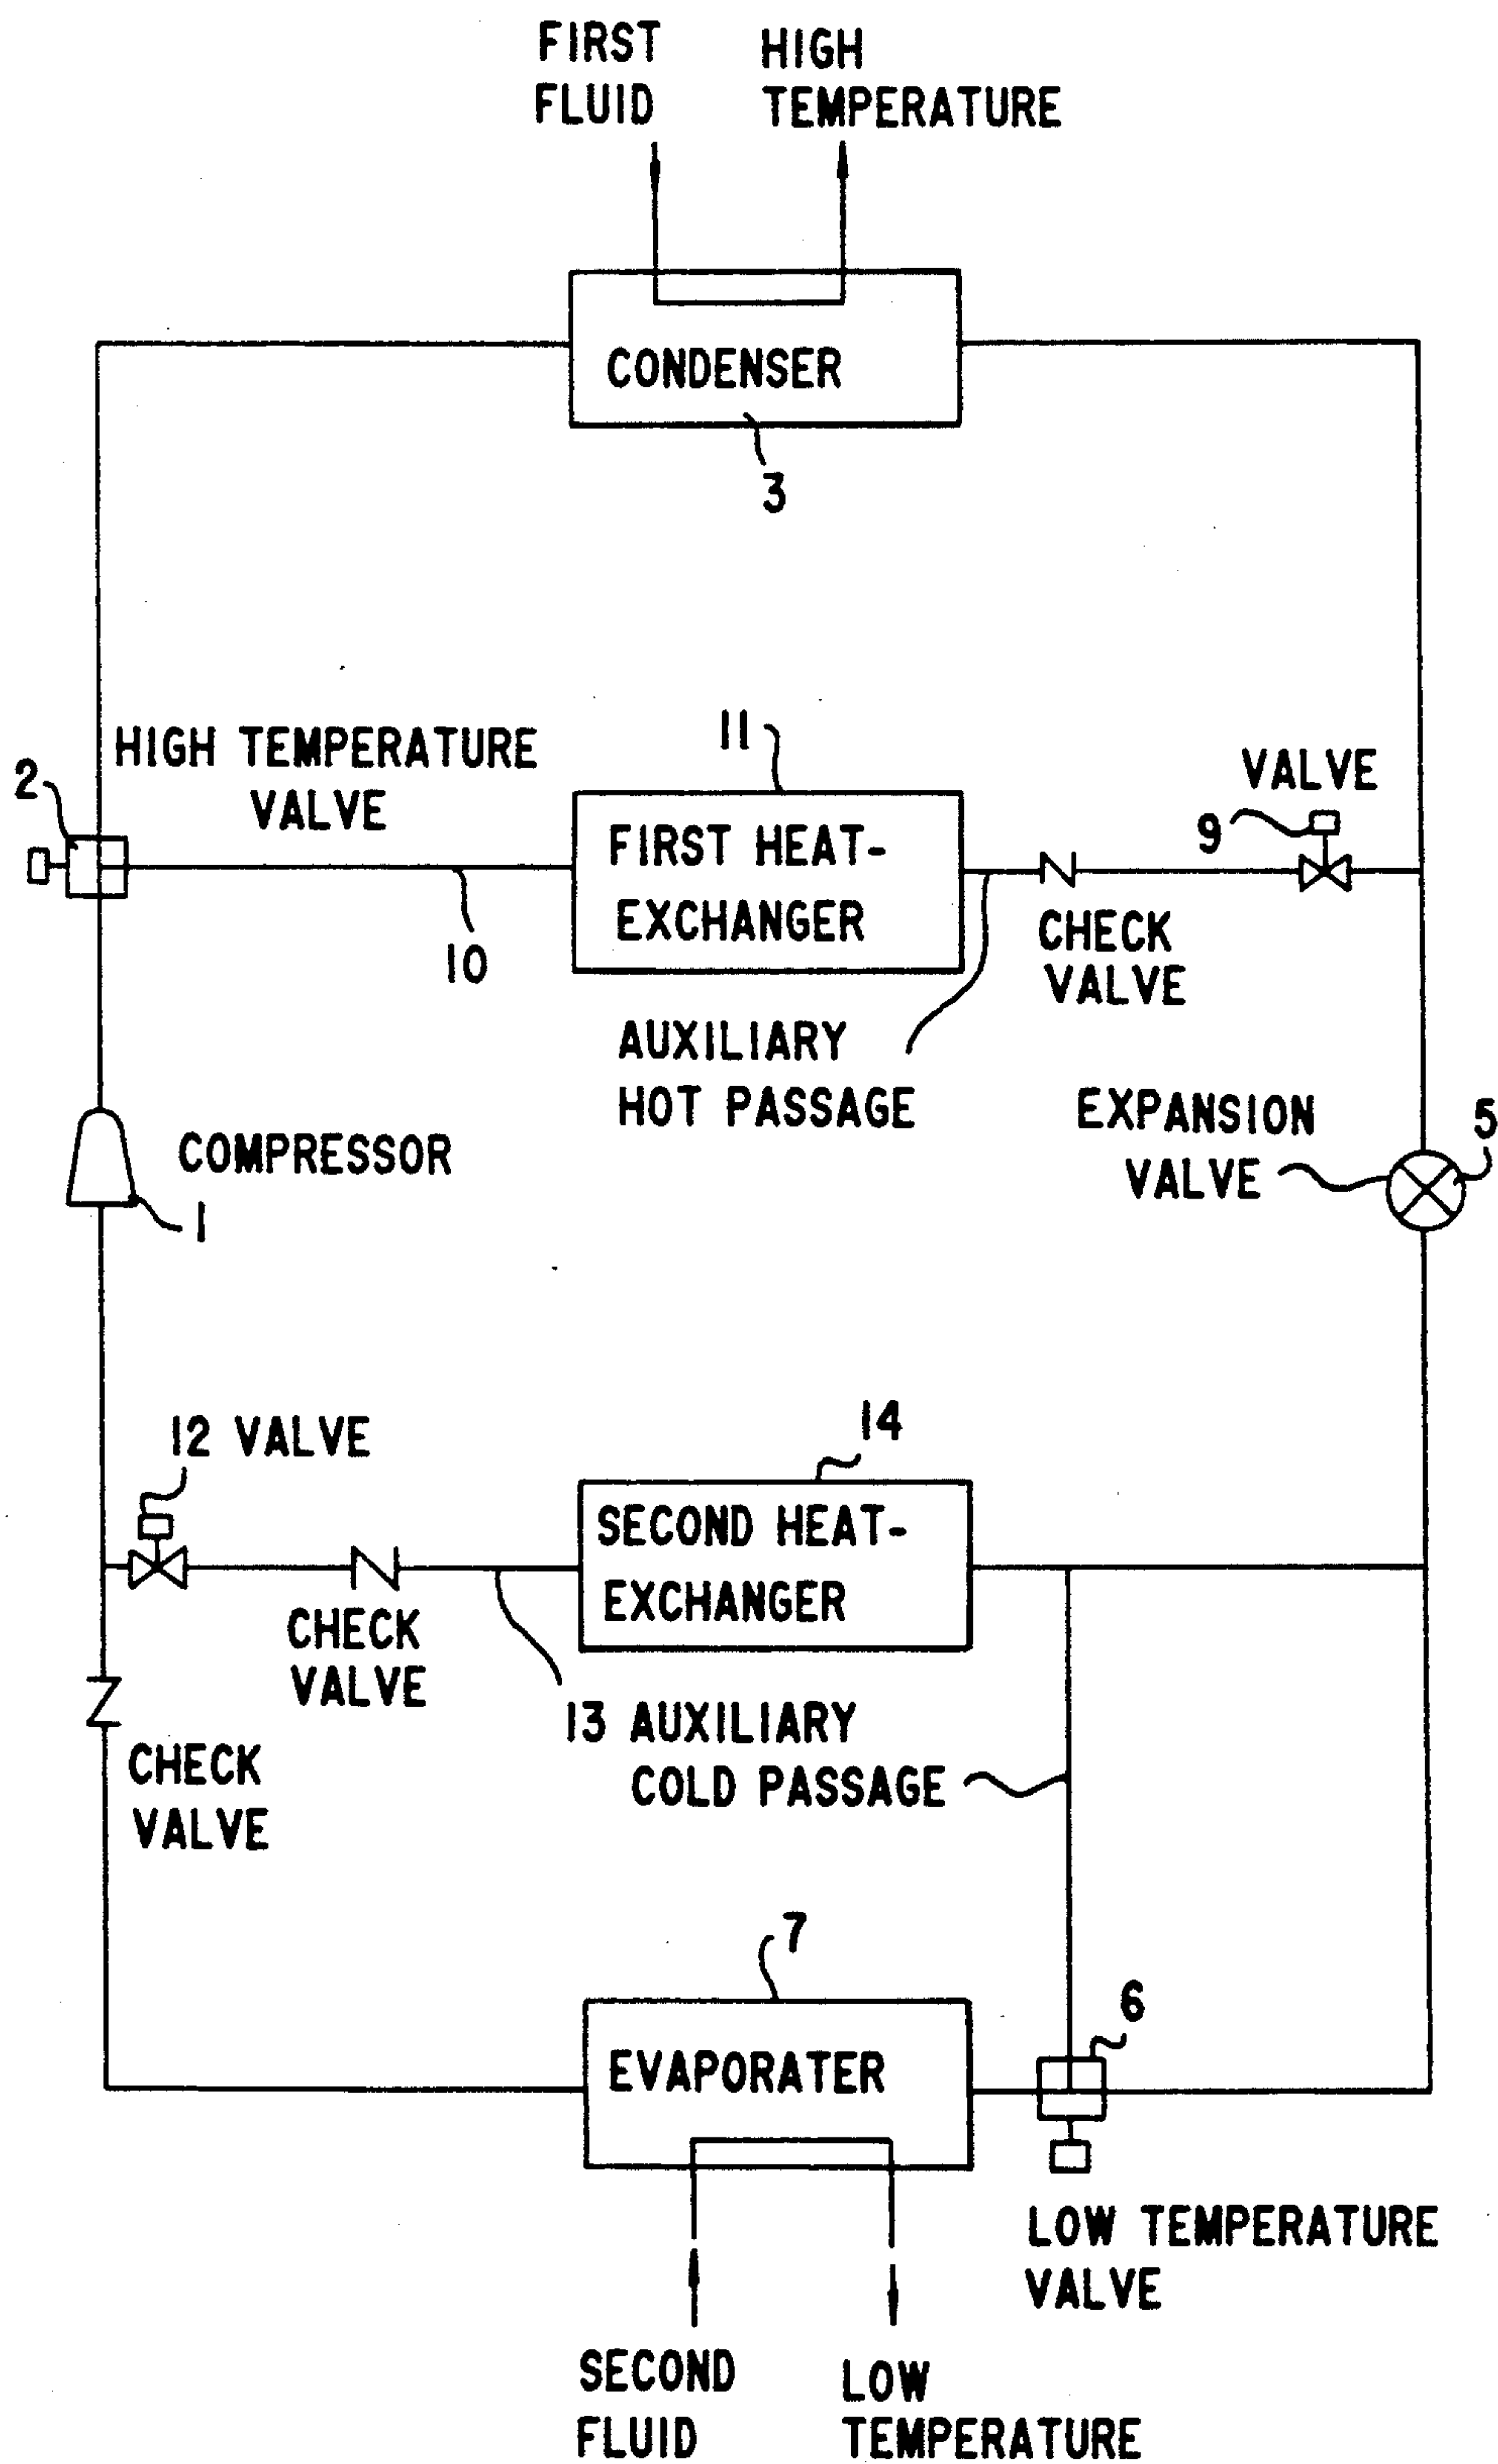 FIRST
FLUID
HIGH
TEMPERATURE
CONDENSER
3
HIGH TEMPERATURE
VALVE
2
11
FIRST HEAT-
EXCHANGER
10
VALVE
9
CHECK
VALVE
AUXILIARY
HOT PASSAGE
COMPRESSOR
1
EXPANSION
VALVE
5
12 VALVE
14
SECOND HEAT-
EXCHANGER
CHECK
VALVE
13 AUXILIARY
COLD PASSAGE
CHECK
VALVE
7
EVAPORATER
6
LOW TEMPERATURE
VALVE
SECOND
FLUID
LOW
TEMPERATURE